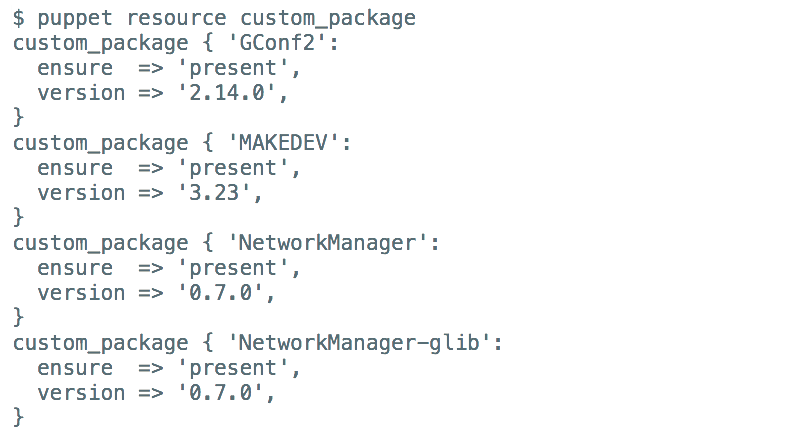 $ puppet resource custom_package
custom_package { 'GConf2':
  ensure  => 'present',
  version => '2.14.0',
}
custom_package { 'MAKEDEV':
  ensure  => 'present',
  version => '3.23',
}
custom_package { 'NetworkManager':
  ensure  => 'present',
  version => '0.7.0',
}
custom_package { 'NetworkManager-glib':
  ensure  => 'present',
  version => '0.7.0',
}